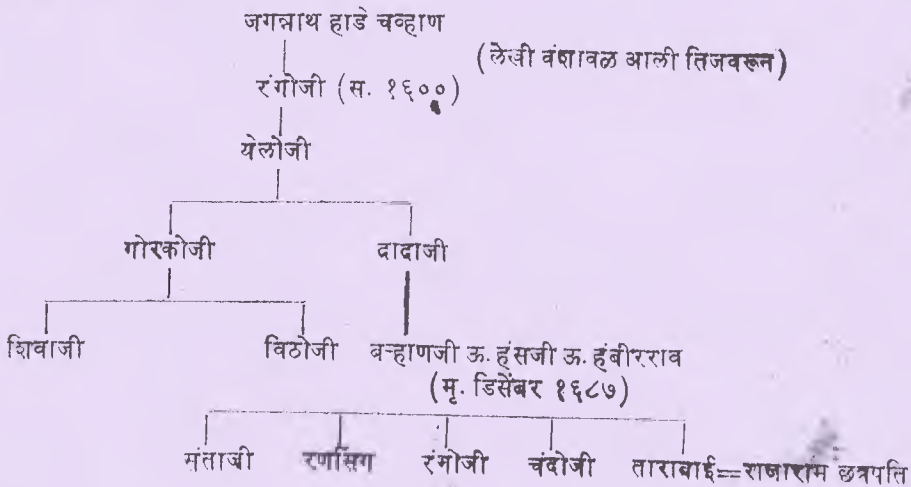 जगन्नाथ हाडे चव्हाण
(लेखी वंशावळ आली तिजवरून)
रंगोजी (स. १६००)
येलोजी
गोरकोजी दादाजी
शिवाजी विठोजी बऱ्हाणजी ऊ. हंसजी ऊ. हंबीरराव
(मृ. डिसेंबर १६८७)
संताजी रणसिंग रंमोजी चंदोजी ताराबाई==राजाराम छत्रपति